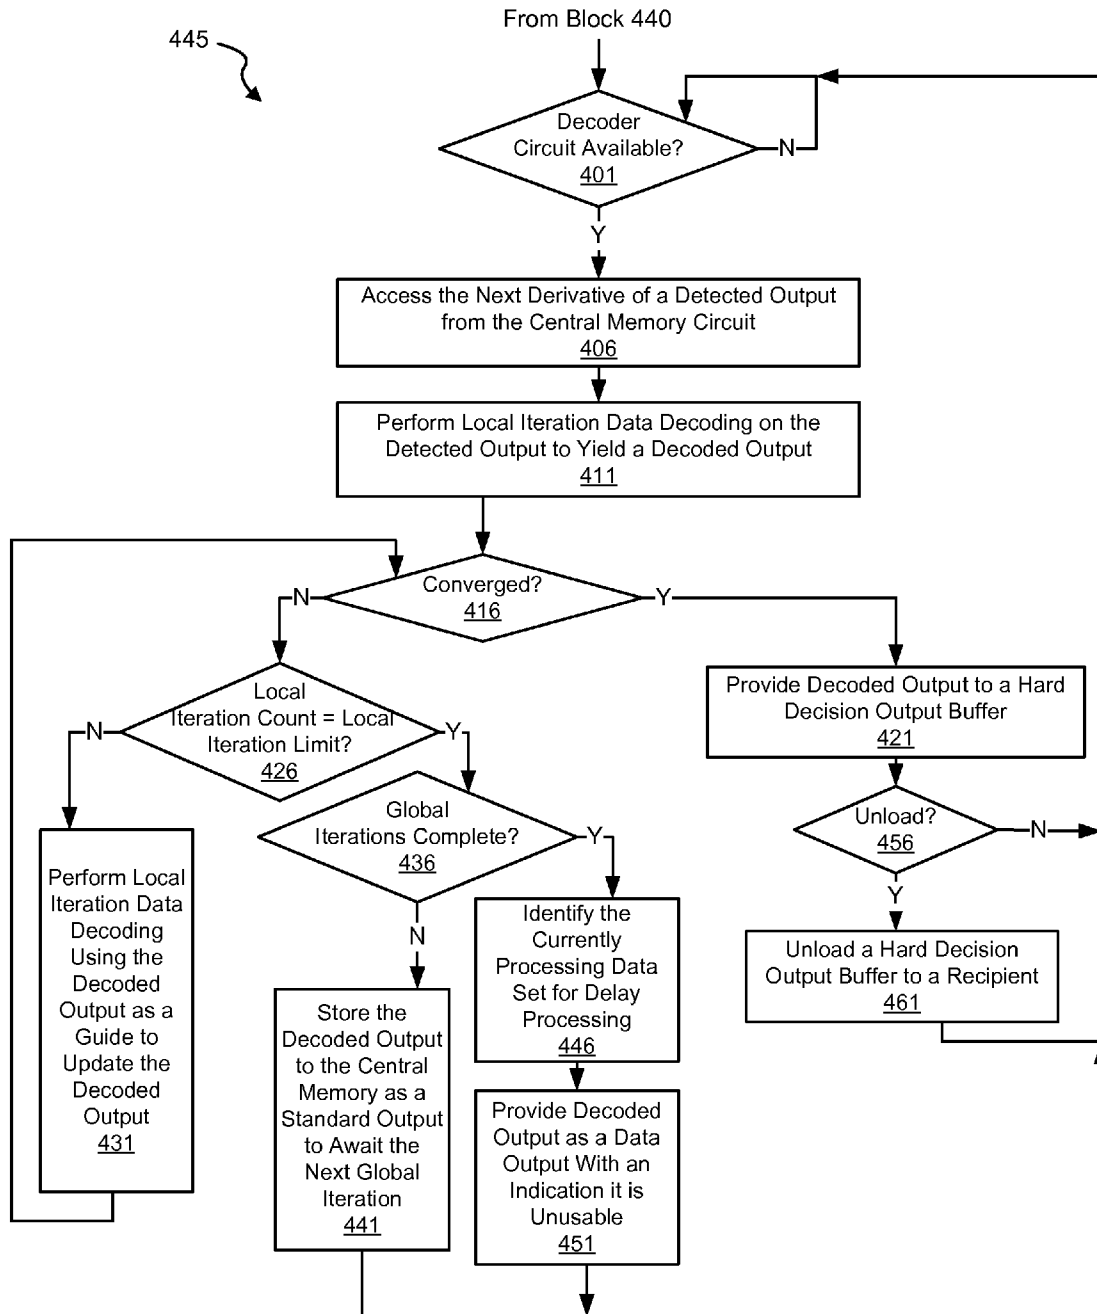 From Block 440
445
Decoder
Circuit Available?
401
N
Y
Access the Next Derivative of a Detected Output
from the Central Memory Circuit
406
Perform Local Iteration Data Decoding on the
Detected Output to Yield a Decoded Output
411
Converged?
416
N
Y
Local
Iteration Count = Local
Iteration Limit?
426
N
Y
Provide Decoded Output to a Hard
Decision Output Buffer
421
Global
Iterations Complete?
436
Y
N
Unload?
456
N
Y
Perform Local
Iteration Data
Decoding
Using the
Decoded
Output as a
Guide to
Update the
Decoded
Output
431
Identify the
Currently
Processing Data
Set for Delay
Processing
446
Unload a Hard Decision
Output Buffer to a Recipient
461
Store the
Decoded Output
to the Central
Memory as a
Standard Output
to Await the
Next Global
Iteration
441
Provide Decoded
Output as a Data
Output With an
Indication it is
Unusable
451